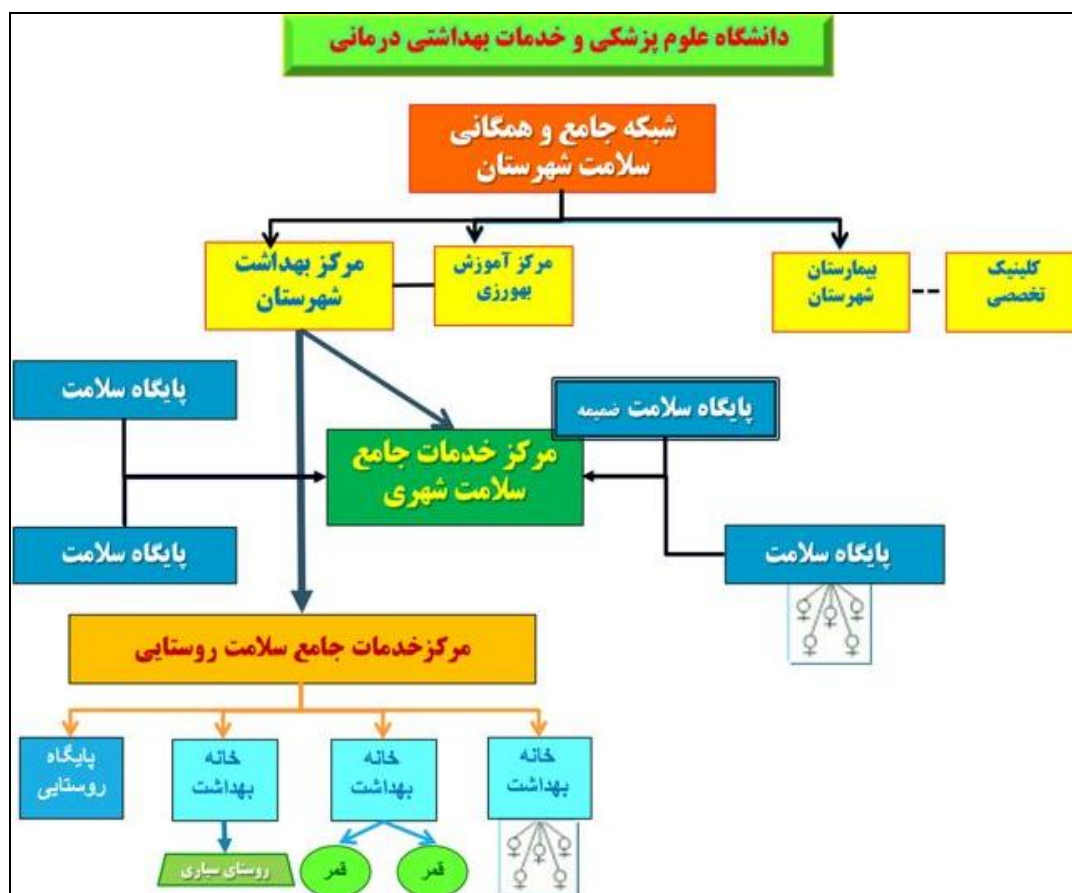 دانشگاه علوم پزشکی و خدمات بهداشتی درمانی
شبکه جامع و همگانی
سلامت شهرستان
مرکز بهداشت
شهرستان
مرکز آموزش
بهورزی
بیمارستان
شهرستان
کلینیک
تخصصی
پایگاه سلامت
پایگاه سلامت ضمیمه
مرکز خدمات جامع
سلامت شهری
پایگاه سلامت
پایگاه سلامت
مرکزخدمات جامع سلامت روستایی
پایگاه
روستایی
خانه
بهداشت
خانه
بهداشت
خانه
بهداشت
روستای سیاری
قمر
قمر